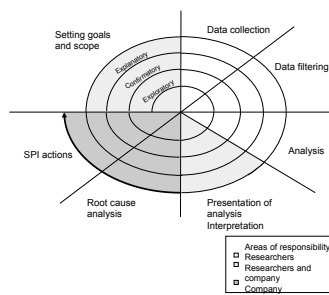 Setting goals
and scope
Data collection
Data filtering
Explanatory
Confirmatory
Exploratory
Analysis
SPI actions
Root cause
analysis
Presentation of
analysis
Interpretation
Areas of responsibility
Researchers
Researchers and
company
Company